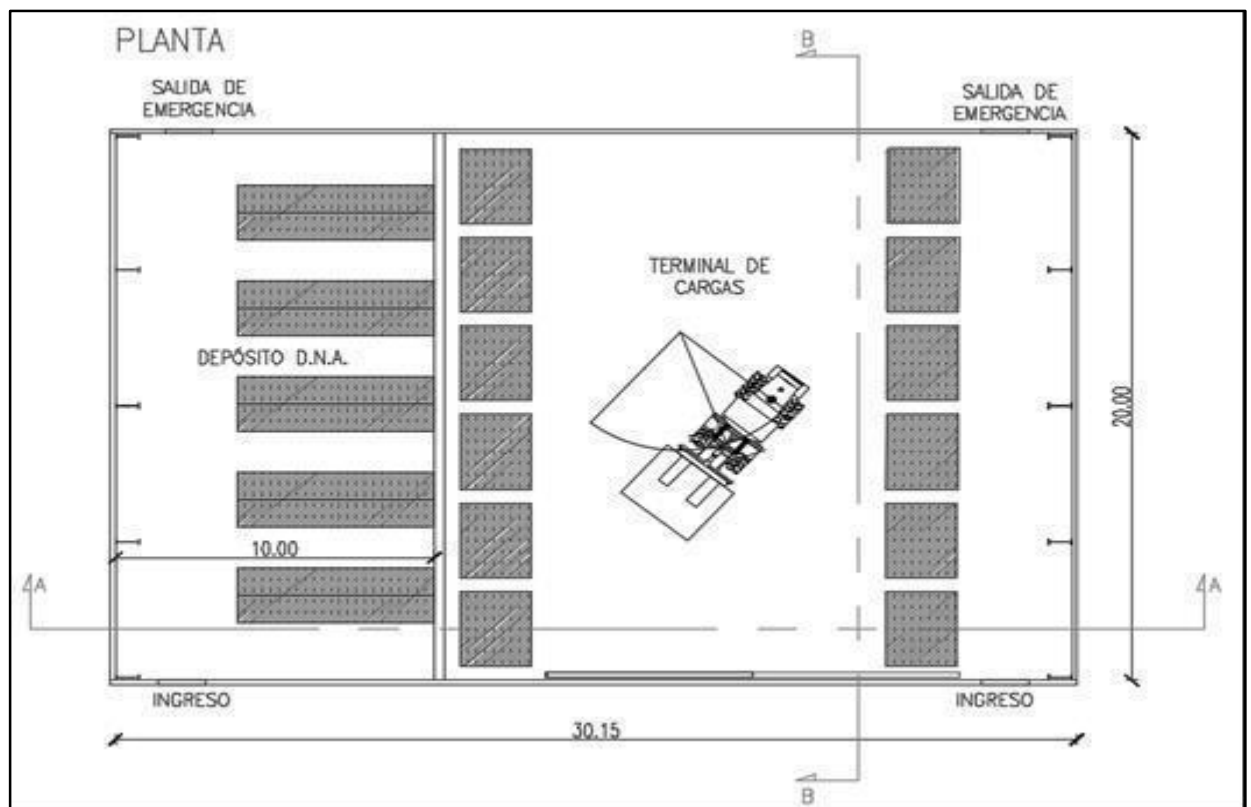 PLANTA
B
SALIDA DE
EMERGENCIA
SALIDA DE
EMERGENCIA
TERMINAL DE
CARGAS
DEPÓSITO D.N.A.
20.00
10.00
A
A
INGRESO
INGRESO
30.15
B